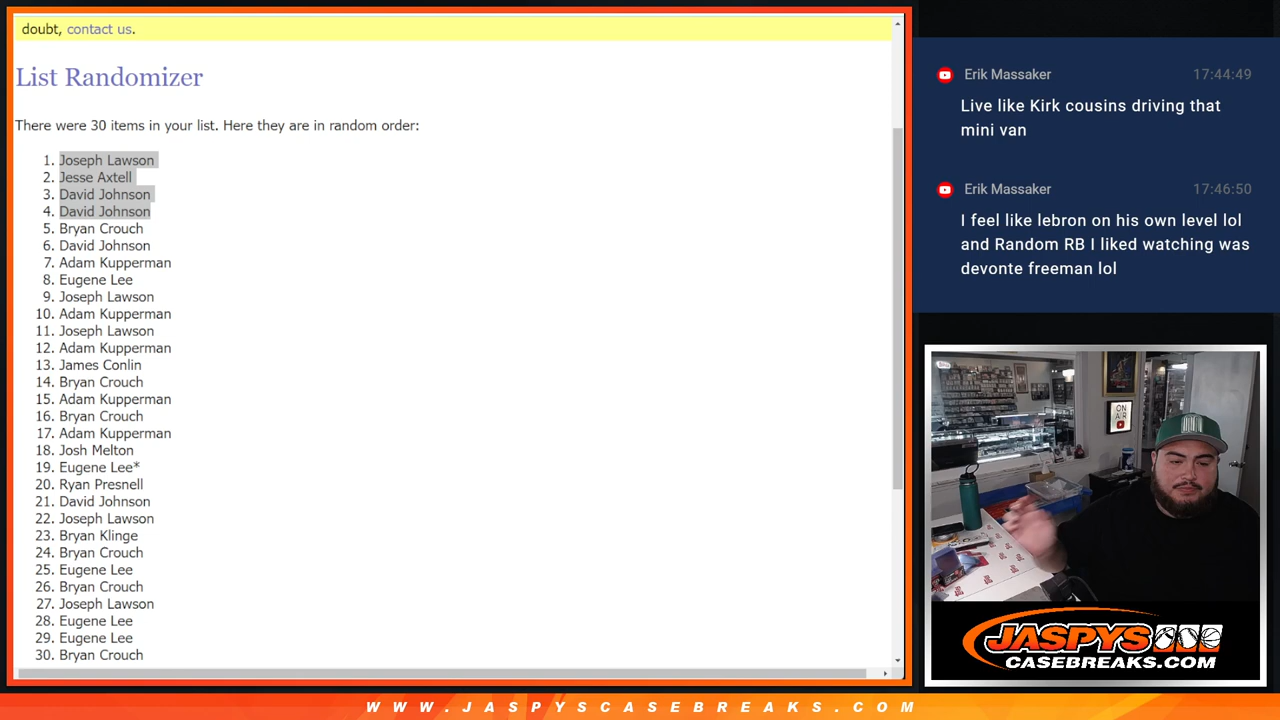 doubt, contact us.
List Randomizer
There were 30 items in your list. Here they are in random order:
1. Joseph Lawson
2. Jesse Axtell
3. David Johnson
4. David Johnson
5. Bryan Crouch
6. David Johnson
7. Adam Kupperman
8. Eugene Lee
9. Joseph Lawson
10. Adam Kupperman
11. Joseph Lawson
12. Adam Kupperman
13. James Conlin
14. Bryan Crouch
15. Adam Kupperman
16. Bryan Crouch
17. Adam Kupperman
18. Josh Melton
19. Eugene Lee*
20. Ryan Presnell
21. David Johnson
22. Joseph Lawson
23. Bryan Klinge
24. Bryan Crouch
25. Eugene Lee
26. Bryan Crouch
27. Joseph Lawson
28. Eugene Lee
29. Eugene Lee
30. Bryan Crouch
Erik Massaker 17:44:49
Live like Kirk cousins driving that
mini van
Erik Massaker 17:46:50
I feel like lebron on his own level lol
and Random RB I liked watching was
devonte freeman lol
ON
AIR
JASPYS
CASEBREAKS.COM
WWW.JASPYSCASEBREAKS.COM